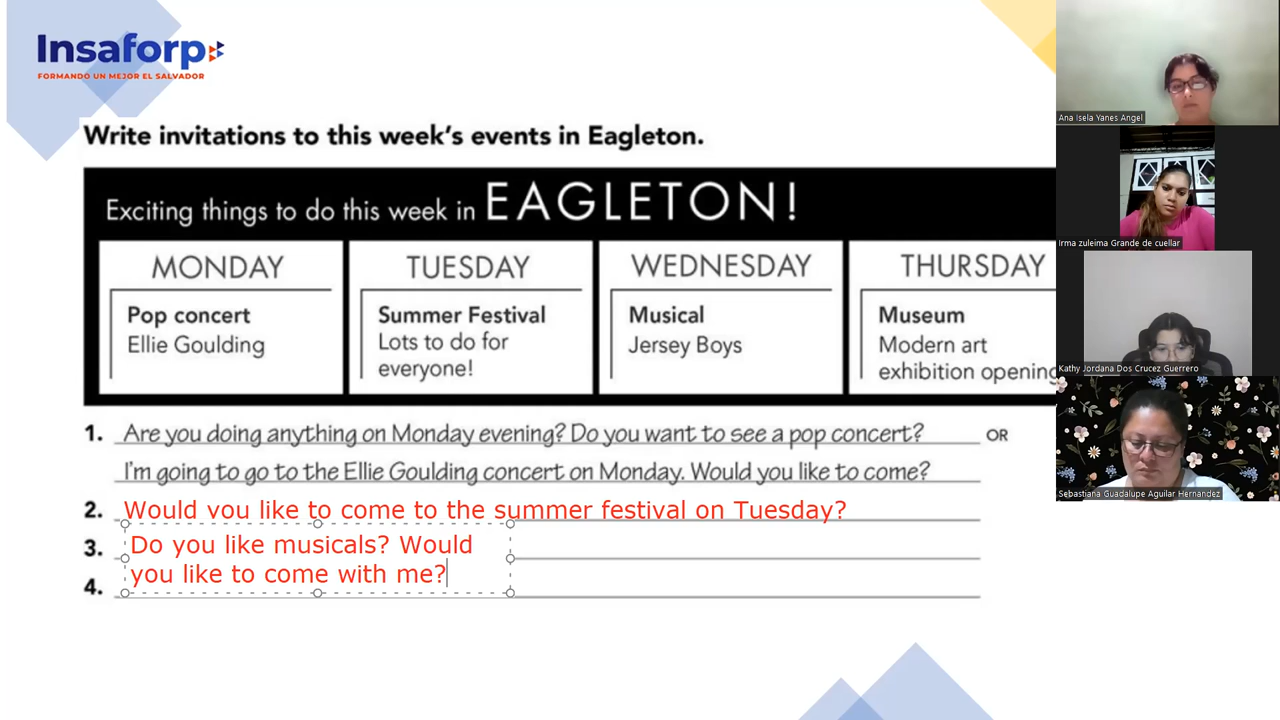 Insaforp
FORMANDO UN MEJOR EL SALVADOR
Write invitations to this week's events in Eagleton.
Exciting things to do this week in EAGLETON!
MONDAY
Pop concert
Ellie Goulding
TUESDAY
Summer Festival
Lots to do for
everyone!
WEDNESDAY
Musical
Jersey Boys
THURSDAY
Museum
Modern art
exhibition opening
1. Are you doing anything on Monday evening? Do you want to see a pop concert? OR
I'm going to go to the Ellie Goulding concert on Monday. Would you like to come?
2. Would you like to come to the summer festival on Tuesday?
3. Do you like musicals? Would
you like to come with me?
4.
Ana Isela Yanes Angel
Irma zuleima Grande de cuellar
Kathy Jordana Dos Crucez Guerrero
Sebastiana Guadalupe Aguilar Hernandez